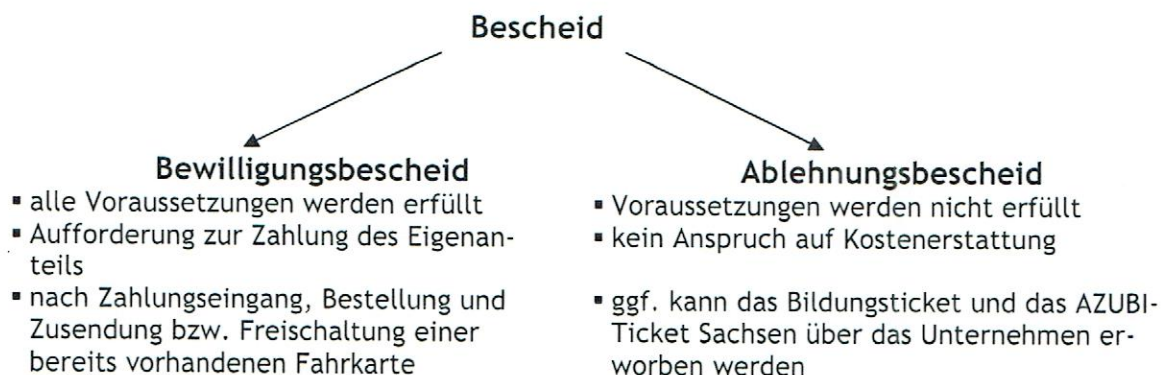 Bescheid
Bewilligungsbescheid
▪ alle Voraussetzungen werden erfüllt
▪ Aufforderung zur Zahlung des Eigenan-
teils
▪ nach Zahlungseingang, Bestellung und
Zusendung bzw. Freischaltung einer
bereits vorhandenen Fahrkarte
Ablehnungsbescheid
▪ Voraussetzungen werden nicht erfüllt
▪ kein Anspruch auf Kostenerstattung
▪ ggf. kann das Bildungsticket und das AZUBI-
Ticket Sachsen über das Unternehmen er-
worben werden